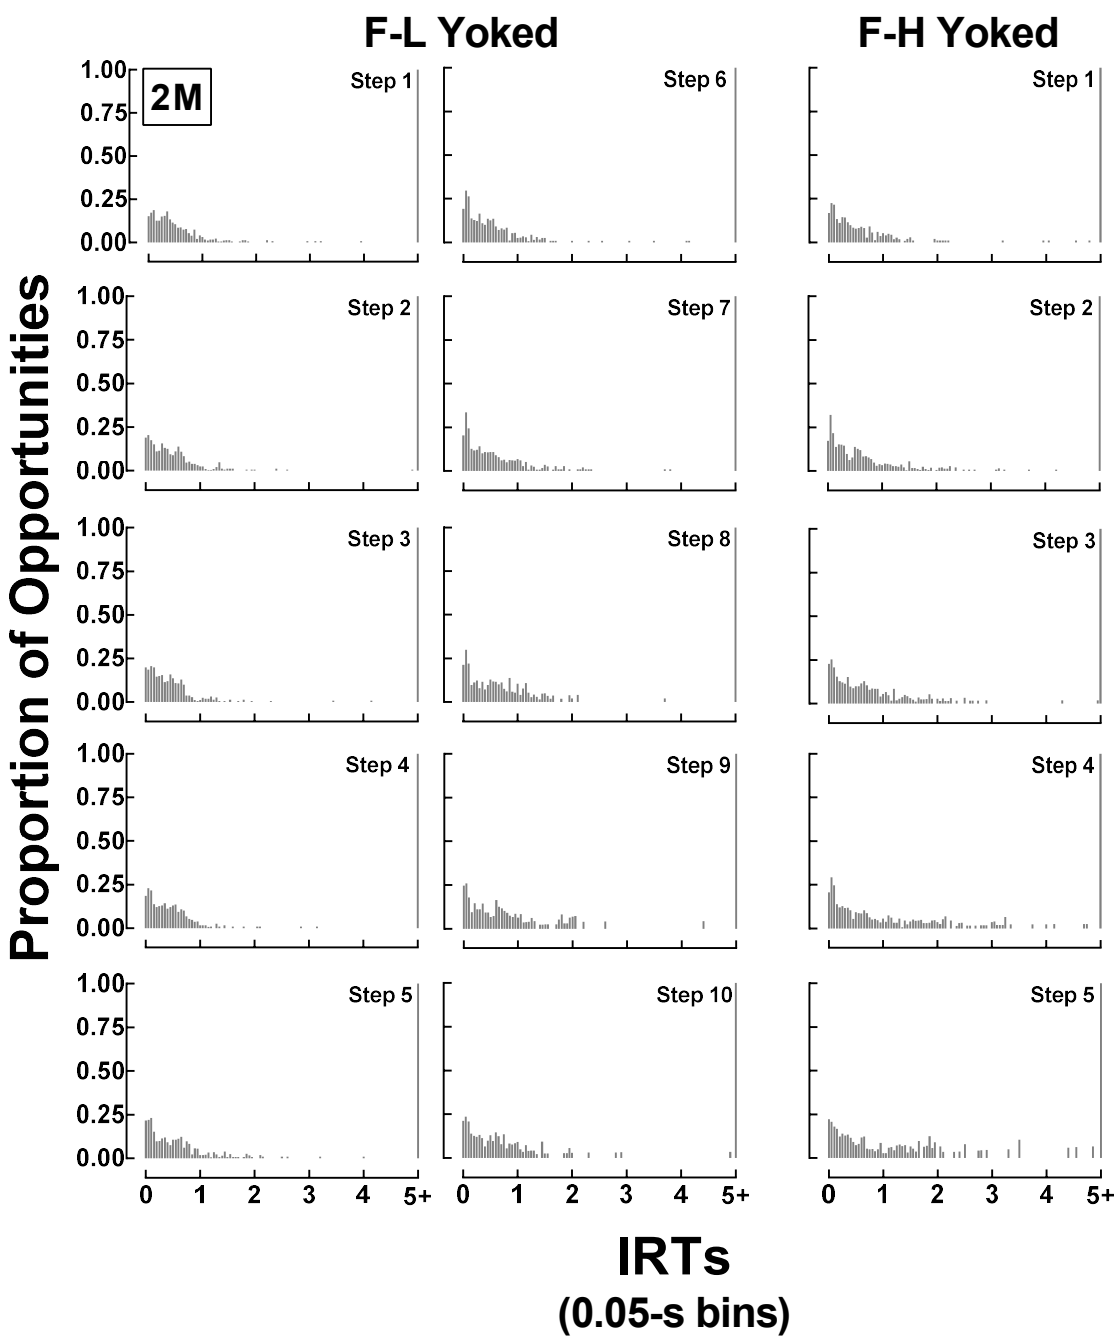 F-L Yoked
F-H Yoked
2M
Step 1
Step 6
Step 1
1.00
0.75
0.50
0.25
0.00
Step 2
Step 7
Step 2
1.00
0.75
0.50
0.25
0.00
Step 3
Step 8
Step 3
1.00
0.75
0.50
0.25
0.00
Step 4
Step 9
Step 4
1.00
0.75
0.50
0.25
0.00
Step 5
Step 10
Step 5
1.00
0.75
0.50
0.25
0.00
0 1 2 3 4 5+
0 1 2 3 4 5+
0 1 2 3 4 5+
Proportion of Opportunities
IRTs
(0.05-s bins)